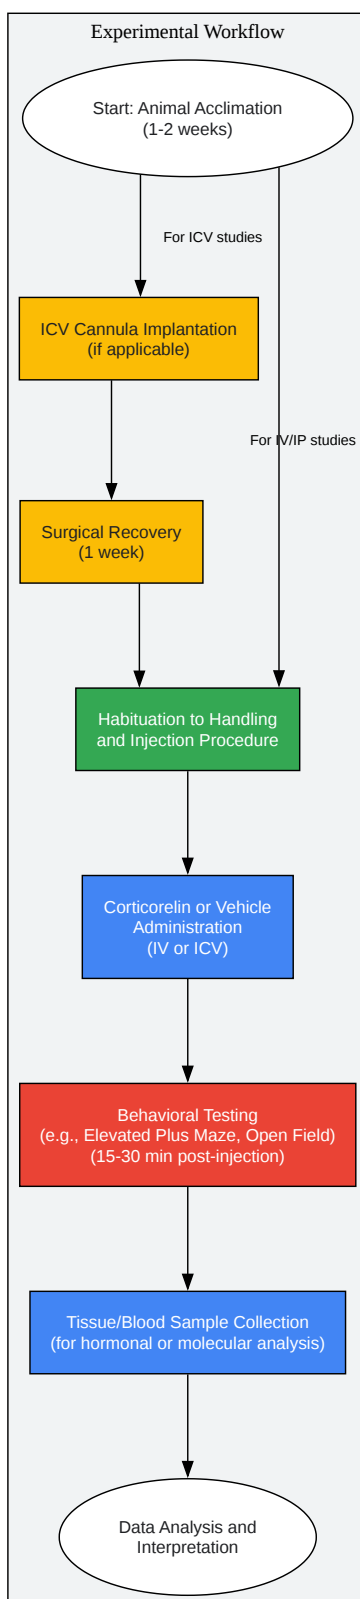 Experimental Workflow
Start: Animal Acclimation
(1-2 weeks)
For ICV studies
ICV Cannula Implantation
(if applicable)
For IV/IP studies
Surgical Recovery
(1 week)
Habituation to Handling
and Injection Procedure
Corticorelin or Vehicle
Administration
(IV or ICV)
Behavioral Testing
(e.g., Elevated Plus Maze, Open Field)
(15-30 min post-injection)
Tissue/Blood Sample Collection
(for hormonal or molecular analysis)
Data Analysis and
Interpretation